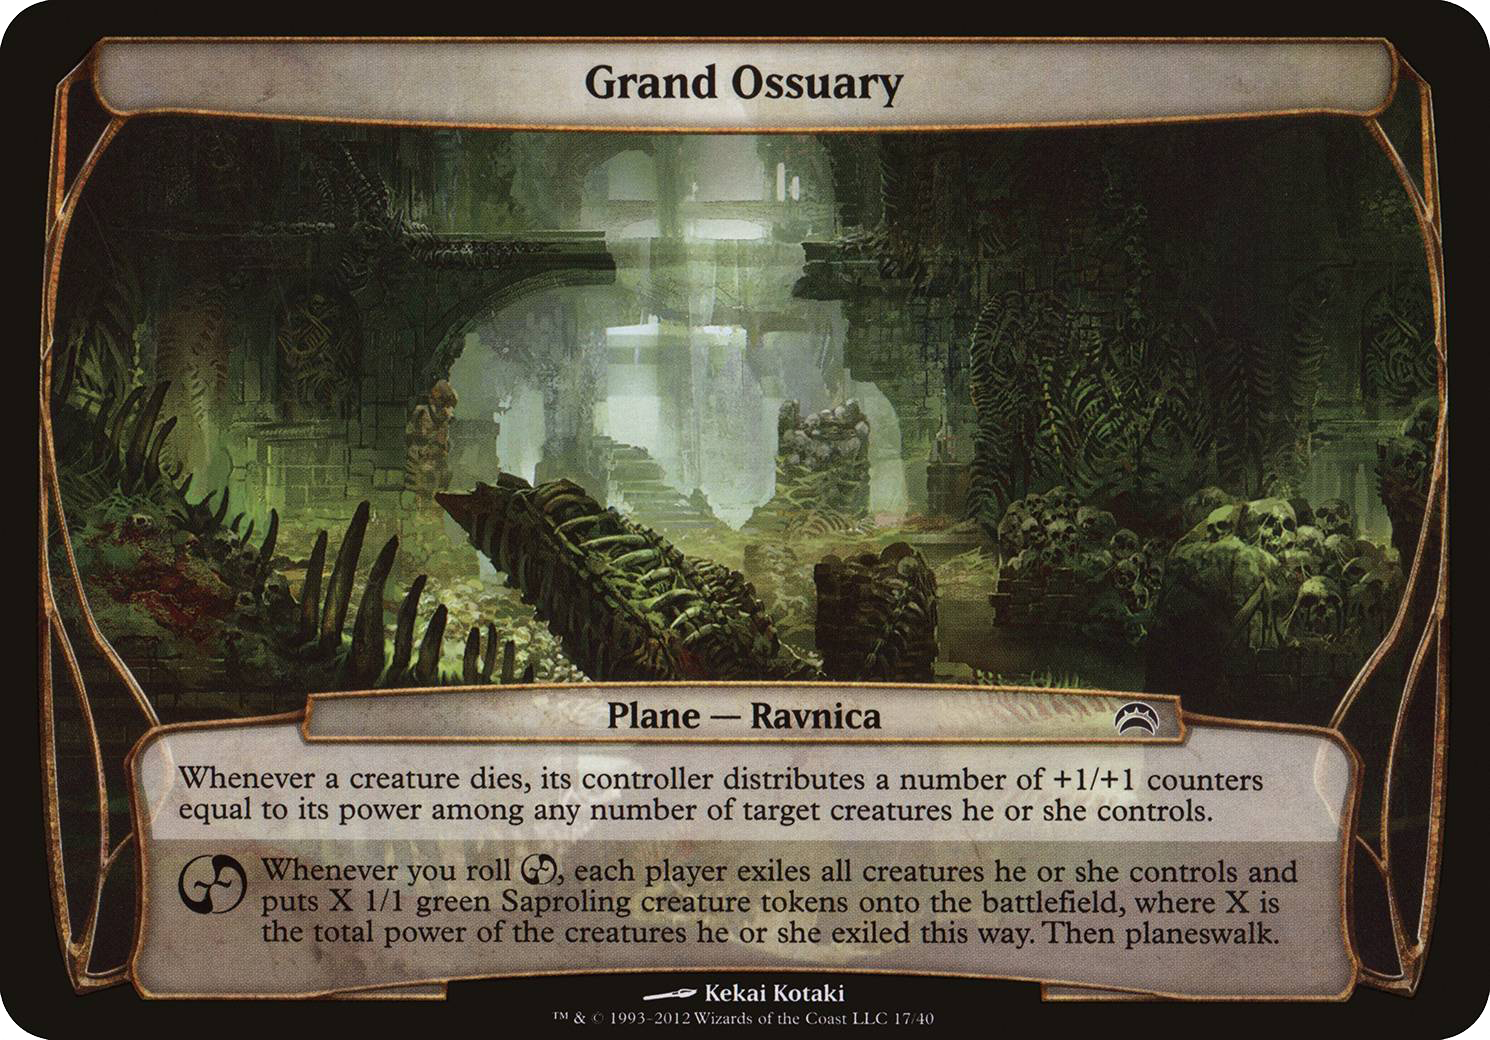 Grand Ossuary
Plane — Ravnica
Whenever a creature dies, its controller distributes a number of +1/+1 counters
equal to its power among any number of target creatures he or she controls.
Whenever you roll , each player exiles all creatures he or she controls and
puts X 1/1 green Saproling creature tokens onto the battlefield, where X is
the total power of the creatures he or she exiled this way. Then planeswalk.
Kekai Kotaki
™ & © 1993–2012 Wizards of the Coast LLC 17/40